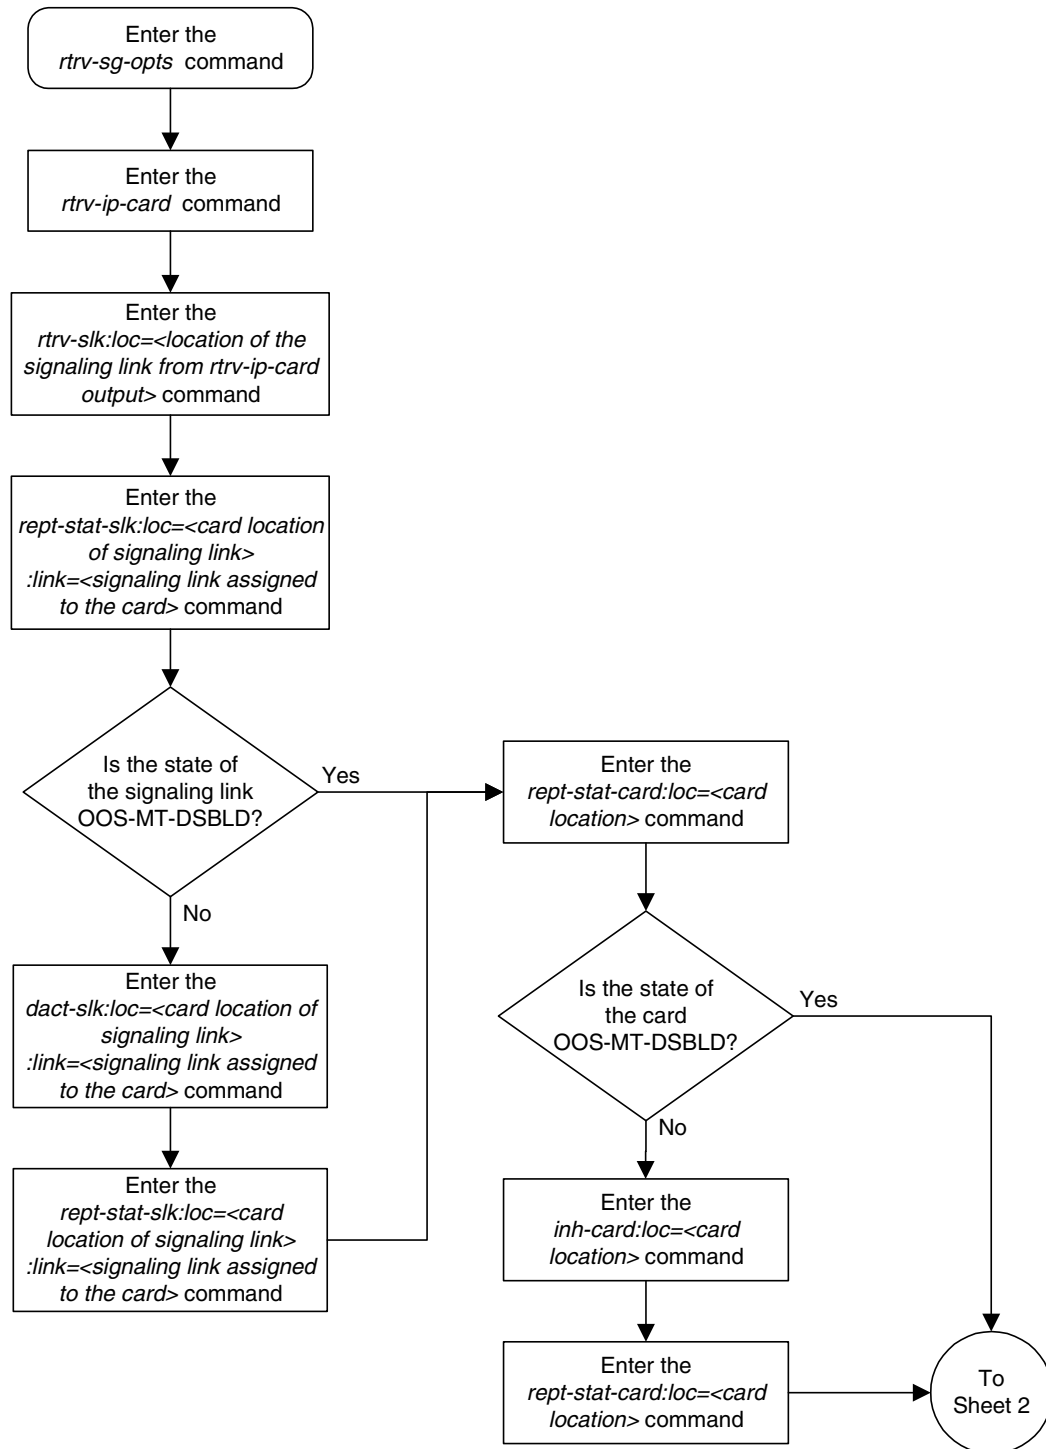 Enter the
rtrv-sg-opts command
Enter the
rtrv-ip-card command
Enter the
rtrv-slk:loc=<location of the
signaling link from rtrv-ip-card
output> command
Enter the
rept-stat-slk:loc=<card location
of signaling link>
:link=<signaling link assigned
to the card> command
Is the state of
the signaling link
OOS-MT-DSBLD?
Yes
No
Enter the
dact-slk:loc=<card location of
signaling link>
:link=<signaling link assigned
to the card> command
Enter the
rept-stat-slk:loc=<card
location of signaling link>
:link=<signaling link assigned
to the card> command
Enter the
rept-stat-card:loc=<card
location> command
Is the state of
the card
OOS-MT-DSBLD?
Yes
No
Enter the
inh-card:loc=<card
location> command
Enter the
rept-stat-card:loc=<card
location> command
To
Sheet 2